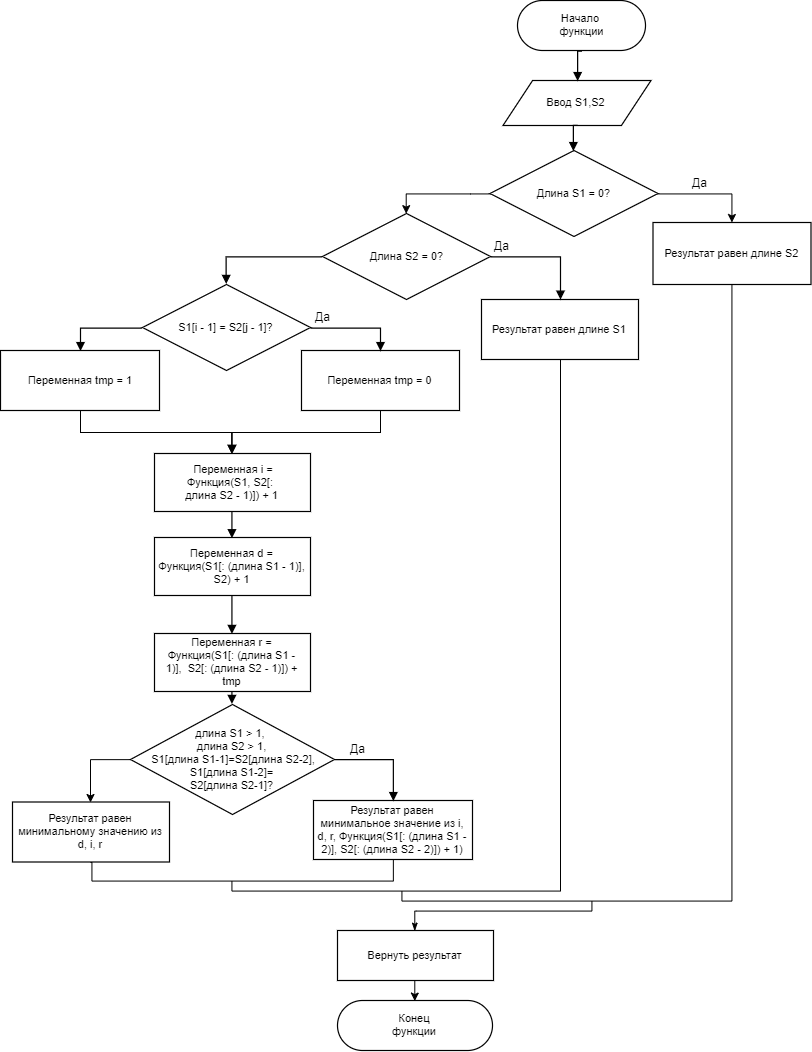 Начало
функции
Ввод S1,S2
Длина S1 = 0?
Да
Результат равен длине S2
Длина S2 = 0?
Да
Результат равен длине S1
S1[i - 1] = S2[j - 1]?
Да
Переменная tmp = 1
Переменная tmp = 0
Переменная i =
Функция(S1, S2[:
длина S2 - 1)]) + 1
Переменная d =
Функция(S1[: (длина S1 - 1)],
S2) + 1
Переменная r =
Функция(S1[: (длина S1 -
1)], S2[: (длина S2 - 1)]) +
tmp
длина S1 > 1,
длина S2 > 1,
S1[длина S1-1]=S2[длина S2-2],
S1[длина S1-2]=
S2[длина S2-1]?
Да
Результат равен
минимальному значению из
d, i, r
Результат равен
минимальное значение из i,
d, r, Функция(S1[: (длина S1 -
2)], S2[: (длина S2 - 2)]) + 1)
Вернуть результат
Конец
функции